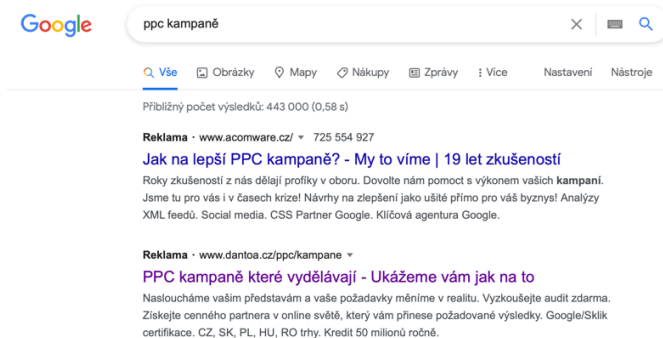 Google
ppc kampaně
Vše Obrázky Mapy Nákupy Zprávy Více Nastavení Nástroje
Přibližný počet výsledků: 443 000 (0,58 s)
Reklama · www.acomware.cz/ 725 554 927
Jak na lepší PPC kampaně? - My to víme | 19 let zkušeností
Roky zkušeností z nás dělají profíky v oboru. Dovolte nám pomoct s výkonem vašich kampaní.
Jsme tu pro vás i v časech krize! Návrhy na zlepšení jako ušité přímo pro váš byznys! Analýzy
XML feedů. Social media. CSS Partner Google. Klíčová agentura Google.
Reklama · www.dantoa.cz/ppc/kampane
PPC kampaně které vydělávají - Ukážeme vám jak na to
Nasloucháme vašim představám a vaše požadavky měníme v realitu. Vyzkoušejte audit zdarma.
Získejte cenného partnera v online světě, který vám přinese požadované výsledky. Google/Sklik
certifikace. CZ, SK, PL, HU, RO trhy. Kredit 50 milionů ročně.